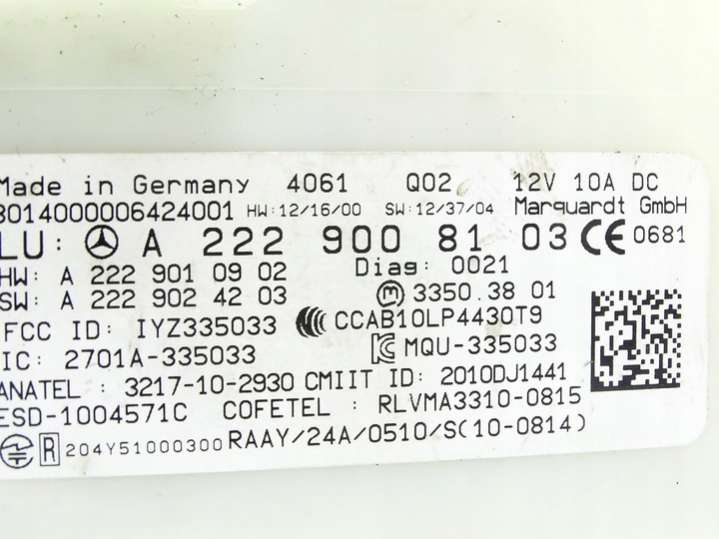 Made in Germany 4061 Q02 12V 10A DC
8014000006424001 HW:12/16/00 SW:12/37/04 Marquardt GmbH
LU: A 222 900 81 03 CE 0681
HW: A 222 901 09 02 Diag: 0021
SW: A 222 902 42 03 M 3350.38 01
FCC ID: IYZ335033 CCAB10LP4430T9
IC: 2701A-335033 MQU-335033
ANATEL : 3217-10-2930 CMIIT ID: 2010DJ1441
ESD-1004571C COFETEL : RLVMA3310-0815
R 204Y51000300 RAAY/24A/0510/S(10-0814)